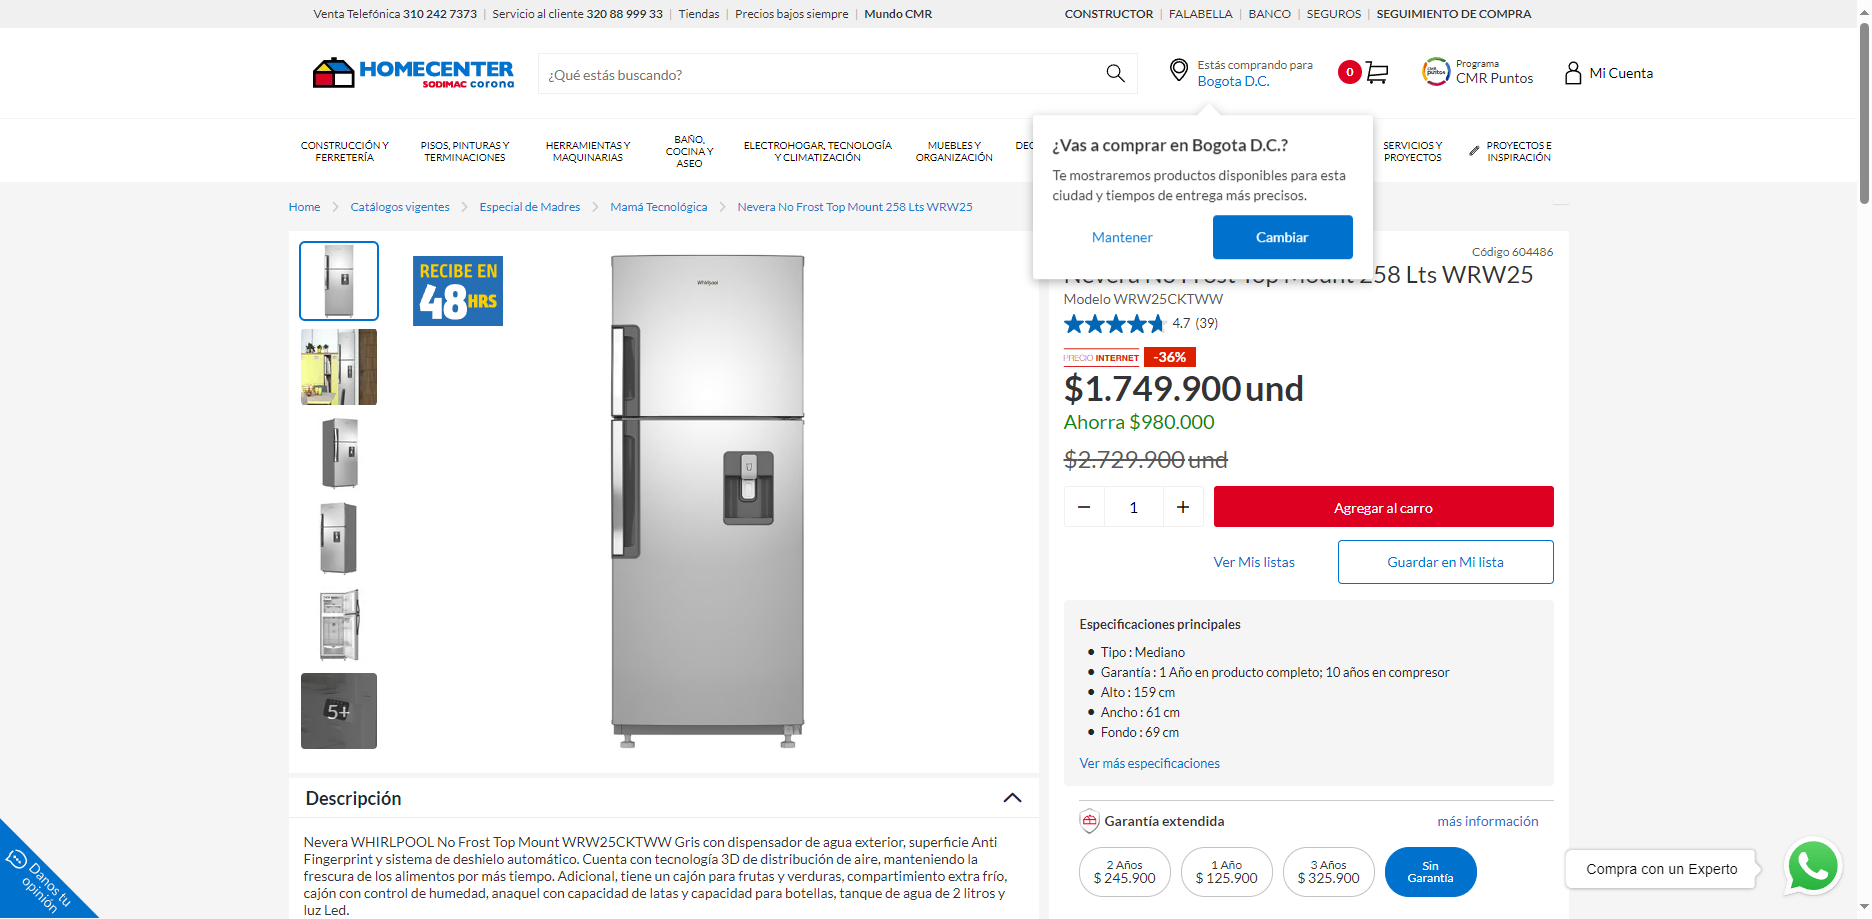 Venta Telefónica 310 242 7373 | Servicio al cliente 320 88 999 33 | Tiendas | Precios bajos siempre | Mundo CMR
CONSTRUCTOR | FALABELLA | BANCO | SEGUROS | SEGUIMIENTO DE COMPRA
HOMECENTER
SODIMAC corona
¿Qué estás buscando?
Estás comprando para
Bogota D.C.
0
Programa
CMR Puntos
Mi Cuenta
CONSTRUCCIÓN Y
FERRETERÍA
PISOS, PINTURAS Y
TERMINACIONES
HERRAMIENTAS Y
MAQUINARIAS
BAÑO,
COCINA Y
ASEO
ELECTROHOGAR, TECNOLOGÍA
Y CLIMATIZACIÓN
MUEBLES Y
ORGANIZACIÓN
SERVICIOS Y
PROYECTOS
PROYECTOS E
INSPIRACIÓN
¿Vas a comprar en Bogota D.C.?
Te mostraremos productos disponibles para esta
ciudad y tiempos de entrega más precisos.
Mantener
Cambiar
Home > Catálogos vigentes > Especial de Madres > Mamá Tecnológica > Nevera No Frost Top Mount 258 Lts WRW25
RECIBE EN
48HRS
Whirlpool
5+
Código 604486
Nevera No Frost Top Mount 258 Lts WRW25
Modelo WRW25CKTWW
4.7 (39)
PRECIO INTERNET -36%
$1.749.900 und
Ahorra $980.000
$2.729.900 und
− 1 +
Agregar al carro
Ver Mis listas
Guardar en Mi lista
Especificaciones principales
• Tipo : Mediano
• Garantía : 1 Año en producto completo; 10 años en compresor
• Alto : 159 cm
• Ancho : 61 cm
• Fondo : 69 cm
Ver más especificaciones
Garantía extendida
más información
2 Años
$ 245.900
1 Año
$ 125.900
3 Años
$ 325.900
Sin
Garantía
Descripción
Nevera WHIRLPOOL No Frost Top Mount WRW25CKTWW Gris con dispensador de agua exterior, superficie Anti
Fingerprint y sistema de deshielo automático. Cuenta con tecnología 3D de distribución de aire, manteniendo la
frescura de los alimentos por más tiempo. Adicional, tiene un cajón para frutas y verduras, compartimiento extra frío,
cajón con control de humedad, anaquel con capacidad de latas y capacidad para botellas, tanque de agua de 2 litros y
luz Led.
Danos tu
opinión
Compra con un Experto